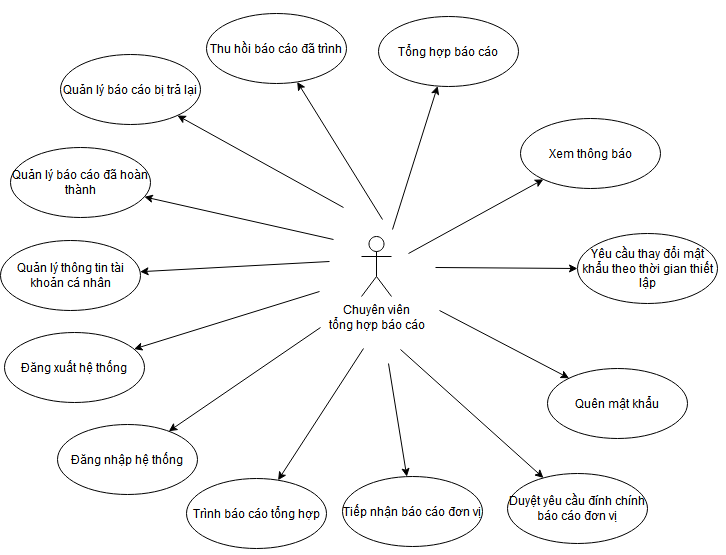 Thu hồi báo cáo đã trình
Tổng hợp báo cáo
Quản lý báo cáo bị trả lại
Xem thông báo
Quản lý báo cáo đã hoàn
thành
Yêu cầu thay đổi mật
khẩu theo thời gian thiết
lập
Quản lý thông tin tài
khoản cá nhân
Chuyên viên
tổng hợp báo cáo
Đăng xuất hệ thống
Quên mật khẩu
Đăng nhập hệ thống
Trình báo cáo tổng hợp
Tiếp nhận báo cáo đơn vị
Duyệt yêu cầu đính chính
báo cáo đơn vị